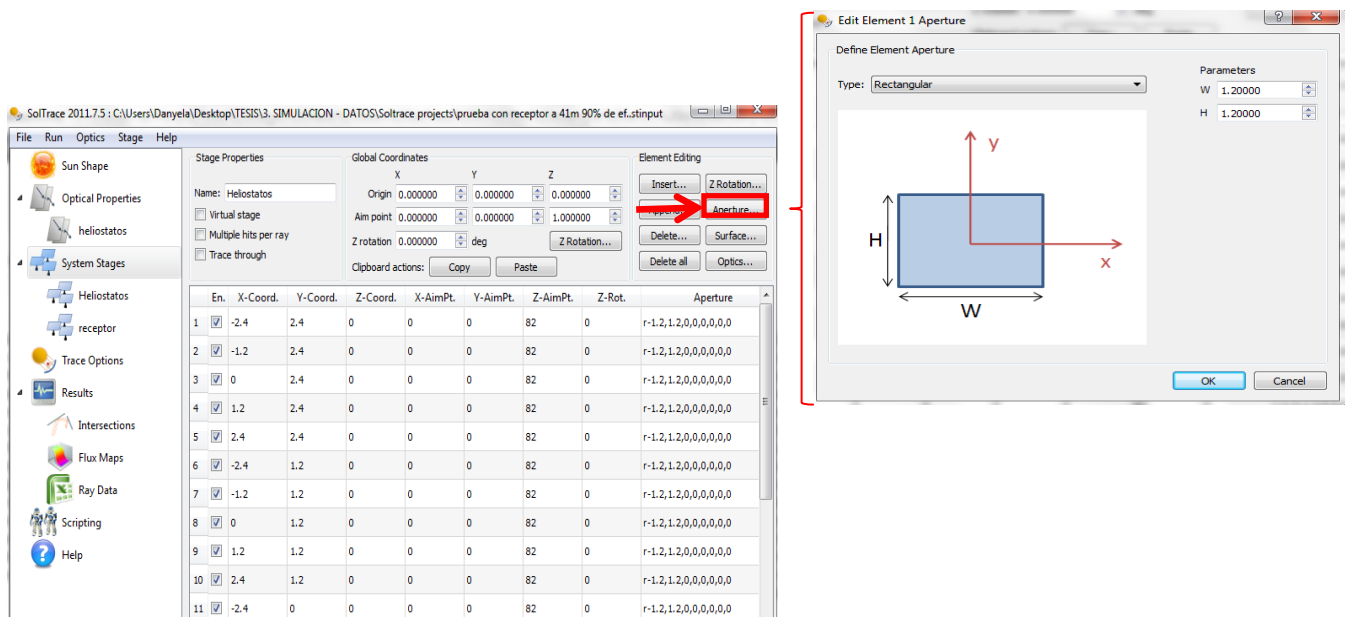 SolTrace 2011.7.5 : C:\Users\Danyela\Desktop\TESIS\3. SIMULACION - DATOS\Soltrace projects\prueba con receptor a 41m 90% de ef..stinput
File Run Optics Stage Help
Sun Shape
Optical Properties
heliostatos
System Stages
Heliostatos
receptor
Trace Options
Results
Intersections
Flux Maps
Ray Data
Scripting
Help
Stage Properties
Name: Heliostatos
Virtual stage
Multiple hits per ray
Trace through
Global Coordinates
X Y Z
Origin 0.000000 0.000000 0.000000
Aim point 0.000000 0.000000 1.000000
Z rotation 0.000000 deg Z Rotation...
Clipboard actions: Copy Paste
Element Editing
Insert... Z Rotation...
Aperture...
Delete... Surface...
Delete all Optics...
En. X-Coord. Y-Coord. Z-Coord. X-AimPt. Y-AimPt. Z-AimPt. Z-Rot. Aperture
1 -2.4 2.4 0 0 0 82 0 r-1.2,1.2,0,0,0,0,0,0
2 -1.2 2.4 0 0 0 82 0 r-1.2,1.2,0,0,0,0,0,0
3 0 2.4 0 0 0 82 0 r-1.2,1.2,0,0,0,0,0,0
4 1.2 2.4 0 0 0 82 0 r-1.2,1.2,0,0,0,0,0,0
5 2.4 2.4 0 0 0 82 0 r-1.2,1.2,0,0,0,0,0,0
6 -2.4 1.2 0 0 0 82 0 r-1.2,1.2,0,0,0,0,0,0
7 -1.2 1.2 0 0 0 82 0 r-1.2,1.2,0,0,0,0,0,0
8 0 1.2 0 0 0 82 0 r-1.2,1.2,0,0,0,0,0,0
9 1.2 1.2 0 0 0 82 0 r-1.2,1.2,0,0,0,0,0,0
10 2.4 1.2 0 0 0 82 0 r-1.2,1.2,0,0,0,0,0,0
11 -2.4 0 0 0 0 82 0 r-1.2,1.2,0,0,0,0,0,0
Edit Element 1 Aperture
Define Element Aperture
Type: Rectangular
Parameters
W 1.20000
H 1.20000
y
H
x
W
OK Cancel